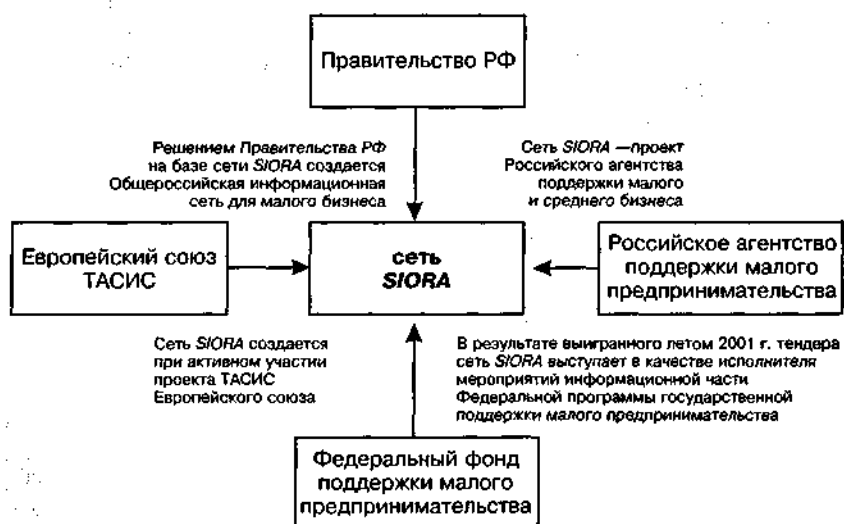 Правительство РФ
Решением Правительства РФ
на базе сети SIORA создается
Общероссийская информационная
сеть для малого бизнеса
Сеть SIORA —проект
Российского агентства
поддержки малого
и среднего бизнеса
Европейский союз
ТАСИС
сеть
SIORA
Российское агентство
поддержки малого
предпринимательства
Сеть SIORA создается
при активном участии
проекта ТАСИС
Европейского союза
В результате выигранного летом 2001 г. тендера
сеть SIORA выступает в качестве исполнителя
мероприятий информационной части
Федеральной программы государственной
поддержки малого предпринимательства
Федеральный фонд
поддержки малого
предпринимательства